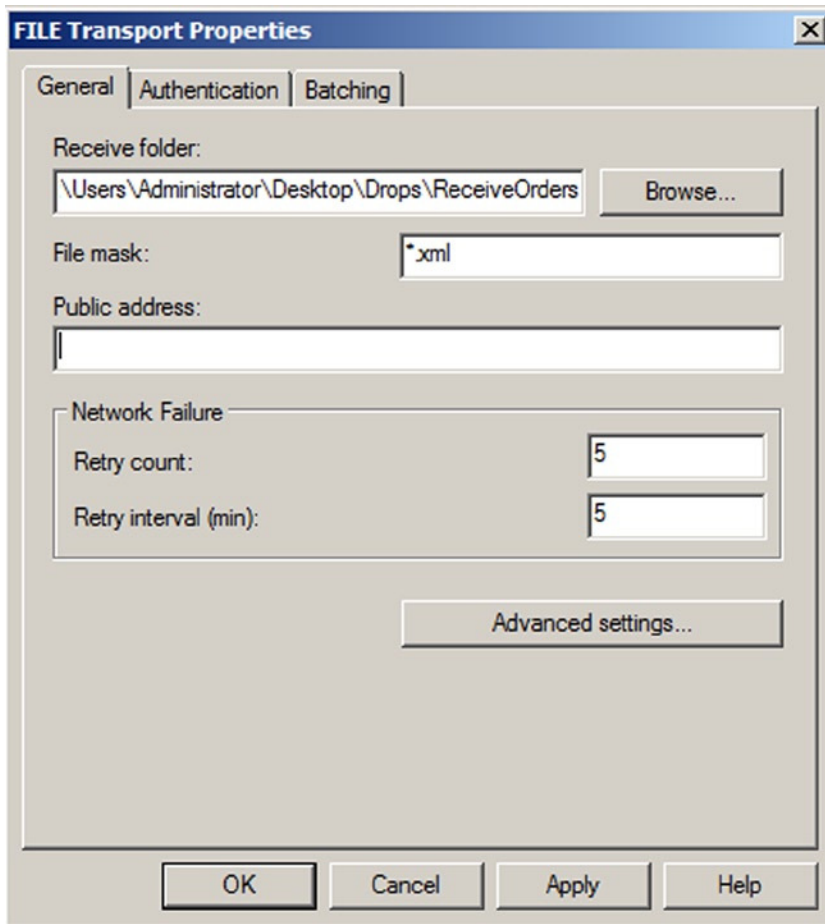 FILE Transport Properties
General Authentication Batching
Receive folder:
\Users\Administrator\Desktop\Drops\ReceiveOrders Browse...
File mask: *.xml
Public address:
Network Failure
Retry count: 5
Retry interval (min): 5
Advanced settings...
OK Cancel Apply Help